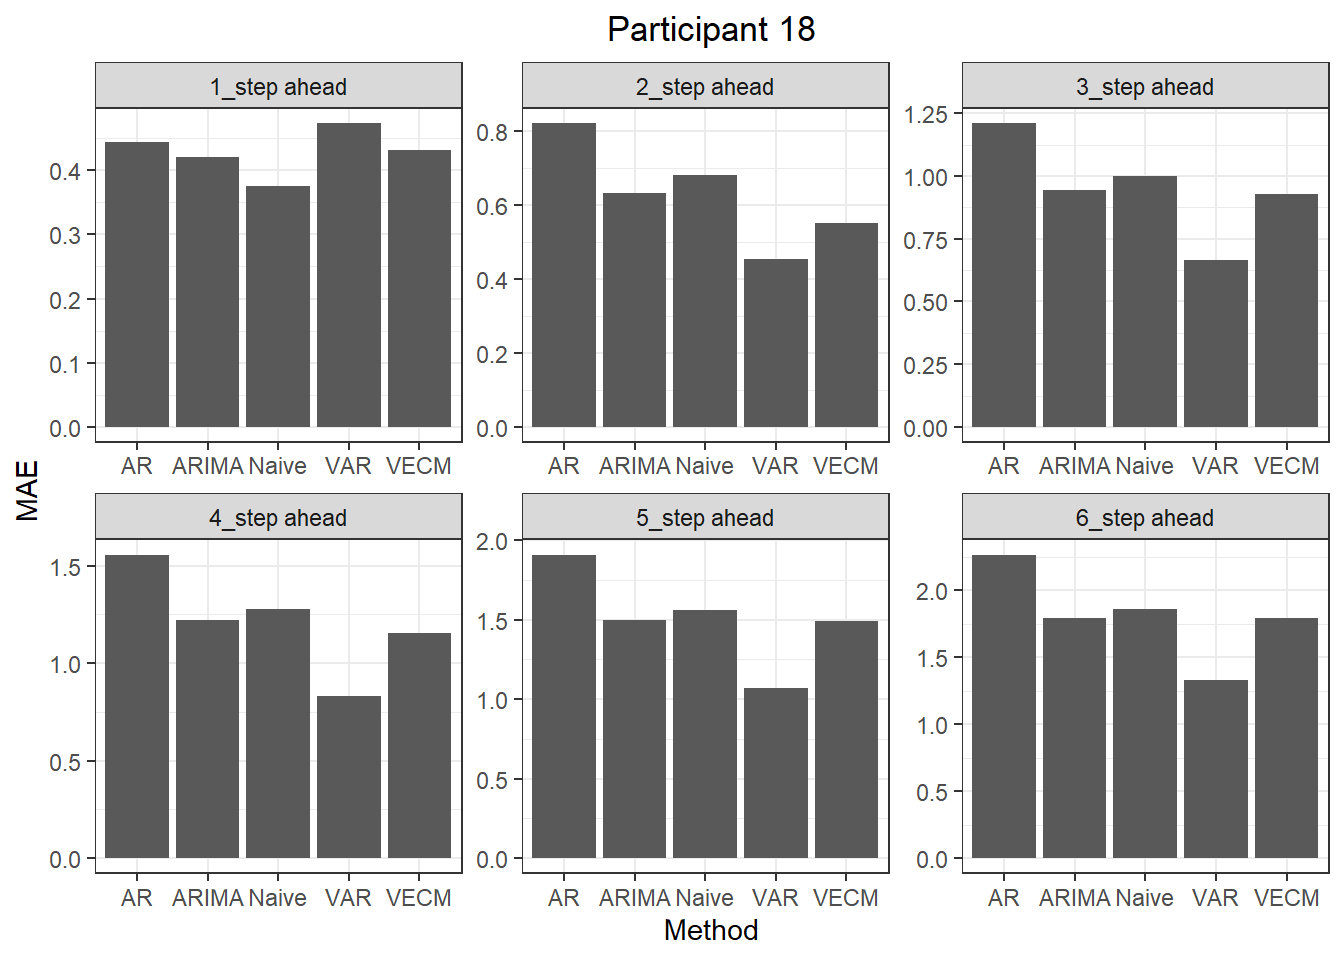 Participant 18
1_step ahead
2_step ahead
3_step ahead
0.4
0.3
0.2
0.1
0.0
0.8
0.6
0.4
0.2
0.0
1.25
1.00
0.75
0.50
0.25
0.00
AR ARIMA Naive VAR VECM
AR ARIMA Naive VAR VECM
AR ARIMA Naive VAR VECM
MAE
4_step ahead
5_step ahead
6_step ahead
1.5
1.0
0.5
0.0
2.0
1.5
1.0
0.5
0.0
2.0
1.5
1.0
0.5
0.0
AR ARIMA Naive VAR VECM
AR ARIMA Naive VAR VECM
AR ARIMA Naive VAR VECM
Method